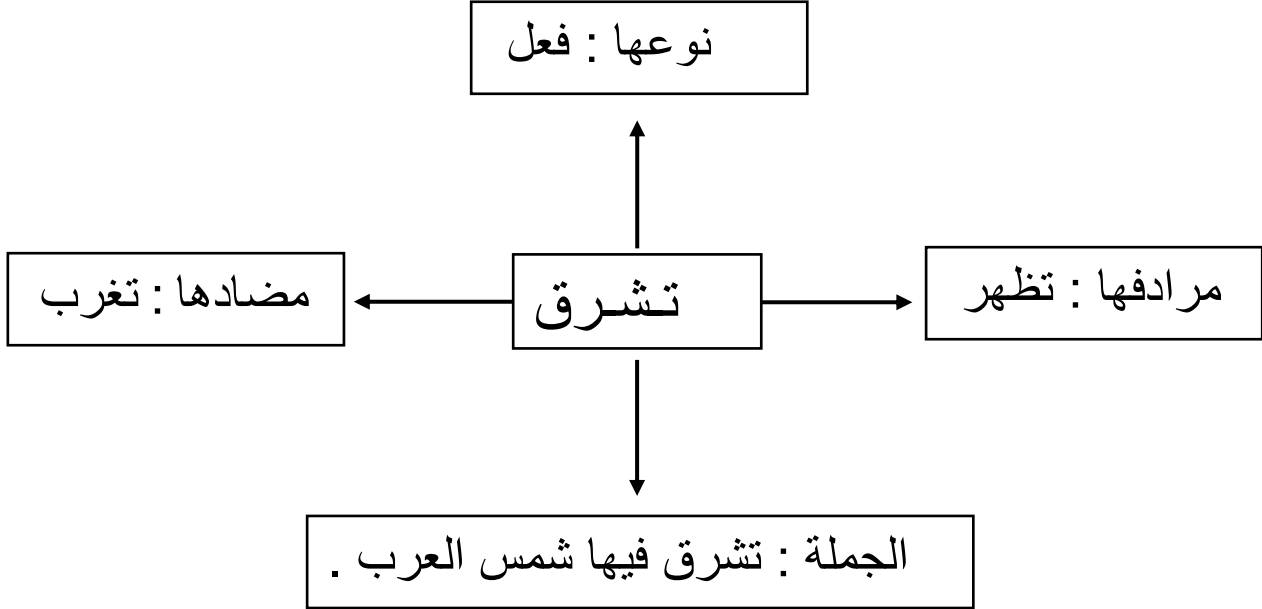 نوعها : فعل
مرادفها : تظهر
تشرق
مضادها : تغرب
الجملة : تشرق فيها شمس العرب .